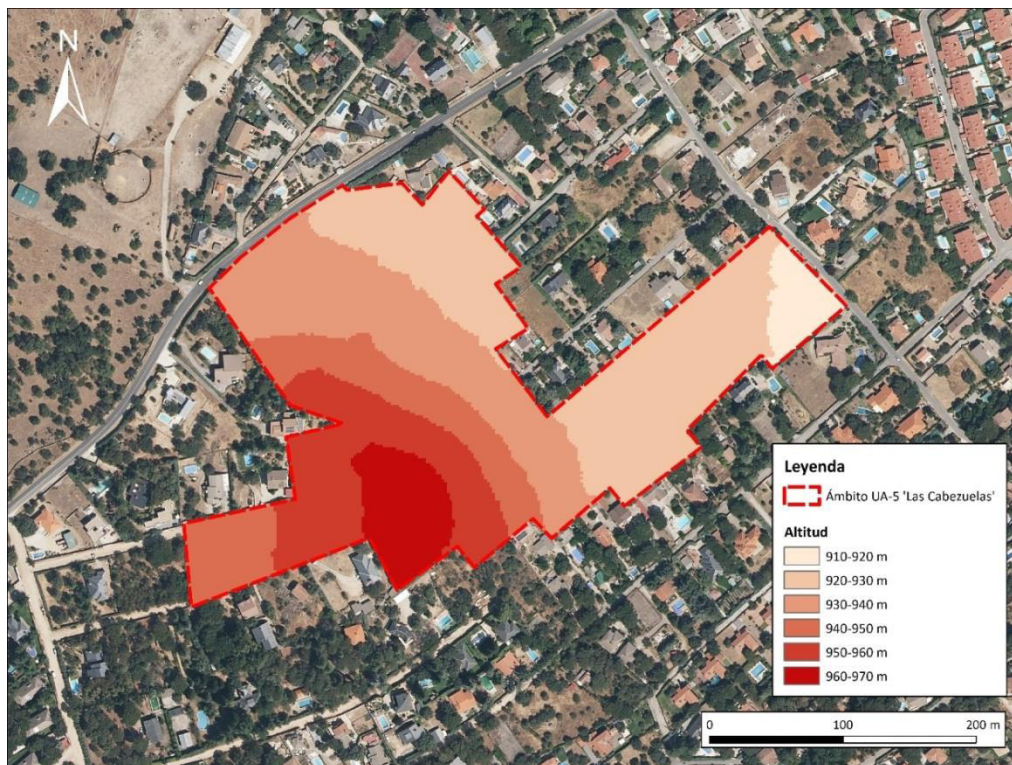 N
Leyenda
Ámbito UA-5 'Las Cabezuelas'
Altitud
910-920 m
920-930 m
930-940 m
940-950 m
950-960 m
960-970 m
0 100 200 m